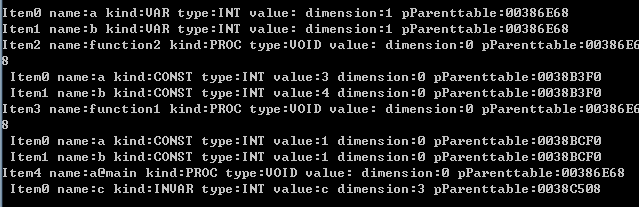 Item0 name:a kind:VAR type:INT value: dimension:1 pParenttable:00386E68
Item1 name:b kind:VAR type:INT value: dimension:1 pParenttable:00386E68
Item2 name:function2 kind:PROC type:VOID value: dimension:0 pParenttable:00386E6
8
Item0 name:a kind:CONST type:INT value:3 dimension:0 pParenttable:0038B3F0
Item1 name:b kind:CONST type:INT value:4 dimension:0 pParenttable:0038B3F0
Item3 name:function1 kind:PROC type:VOID value: dimension:0 pParenttable:00386E6
8
Item0 name:a kind:CONST type:INT value:1 dimension:0 pParenttable:0038BCF0
Item1 name:b kind:CONST type:INT value:1 dimension:0 pParenttable:0038BCF0
Item4 name:a@main kind:PROC type:VOID value: dimension:0 pParenttable:00386E68
Item0 name:c kind:INVAR type:INT value:c dimension:3 pParenttable:0038C508